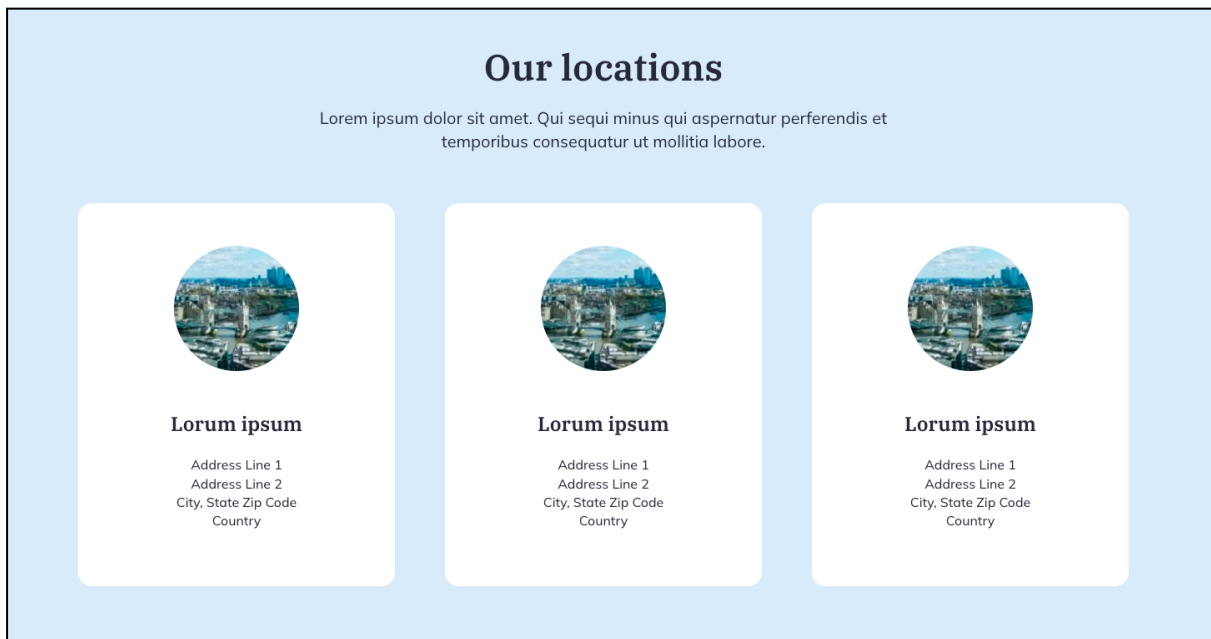 Our locations
Lorem ipsum dolor sit amet. Qui sequi minus qui aspernatur perferendis et
temporibus consequatur ut mollitia labore.
Lorum ipsum
Address Line 1
Address Line 2
City, State Zip Code
Country
Lorum ipsum
Address Line 1
Address Line 2
City, State Zip Code
Country
Lorum ipsum
Address Line 1
Address Line 2
City, State Zip Code
Country